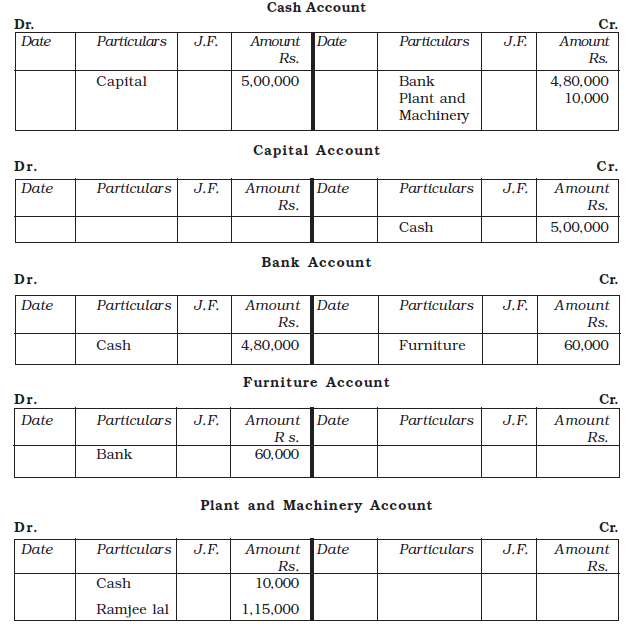 Cash Account
Dr. Cr.
Date Particulars J.F. Amount Date Particulars J.F. Amount
Rs. Rs.
Capital 5,00,000 Bank 4,80,000
Plant and 10,000
Machinery
Capital Account
Dr. Cr.
Date Particulars J.F. Amount Date Particulars J.F. Amount
Rs. Rs.
Cash 5,00,000
Bank Account
Dr. Cr.
Date Particulars J.F. Amount Date Particulars J.F. Amount
Rs. Rs.
Cash 4,80,000 Furniture 60,000
Furniture Account
Dr. Cr.
Date Particulars J.F. Amount Date Particulars J.F. Amount
R s. Rs.
Bank 60,000
Plant and Machinery Account
Dr. Cr.
Date Particulars J.F. Amount Date Particulars J.F. Amount
Rs. Rs.
Cash 10,000
Ramjee lal 1,15,000